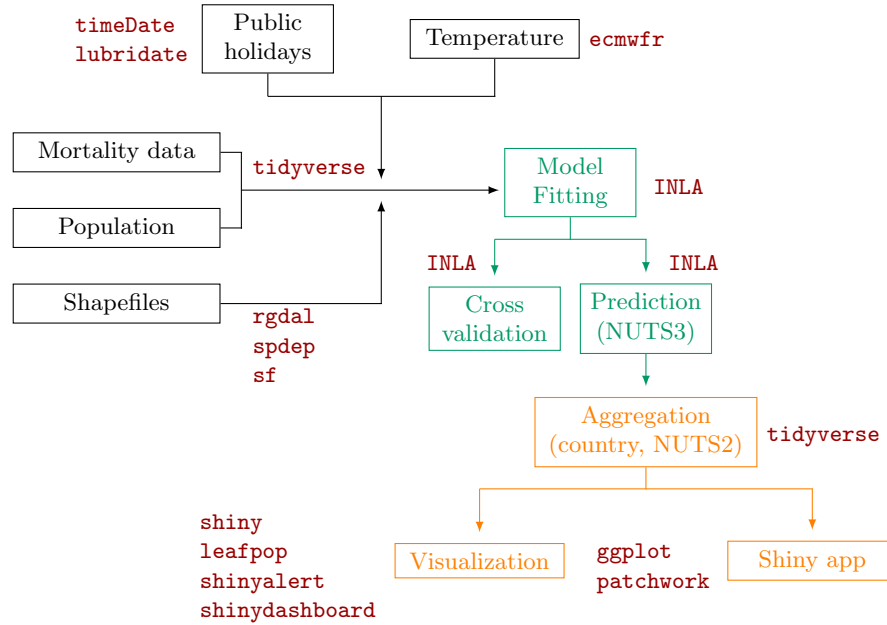 timeDate
lubridate
Public
holidays
Temperature
ecmwfr
Mortality data
tidyverse
Population
Model
Fitting
INLA
Shapefiles
rgdal
spdep
sf
INLA
INLA
Cross
validation
Prediction
(NUTS3)
Aggregation
(country, NUTS2)
tidyverse
shiny
leafpop
shinyalert
shinydashboard
Visualization
ggplot
patchwork
Shiny app